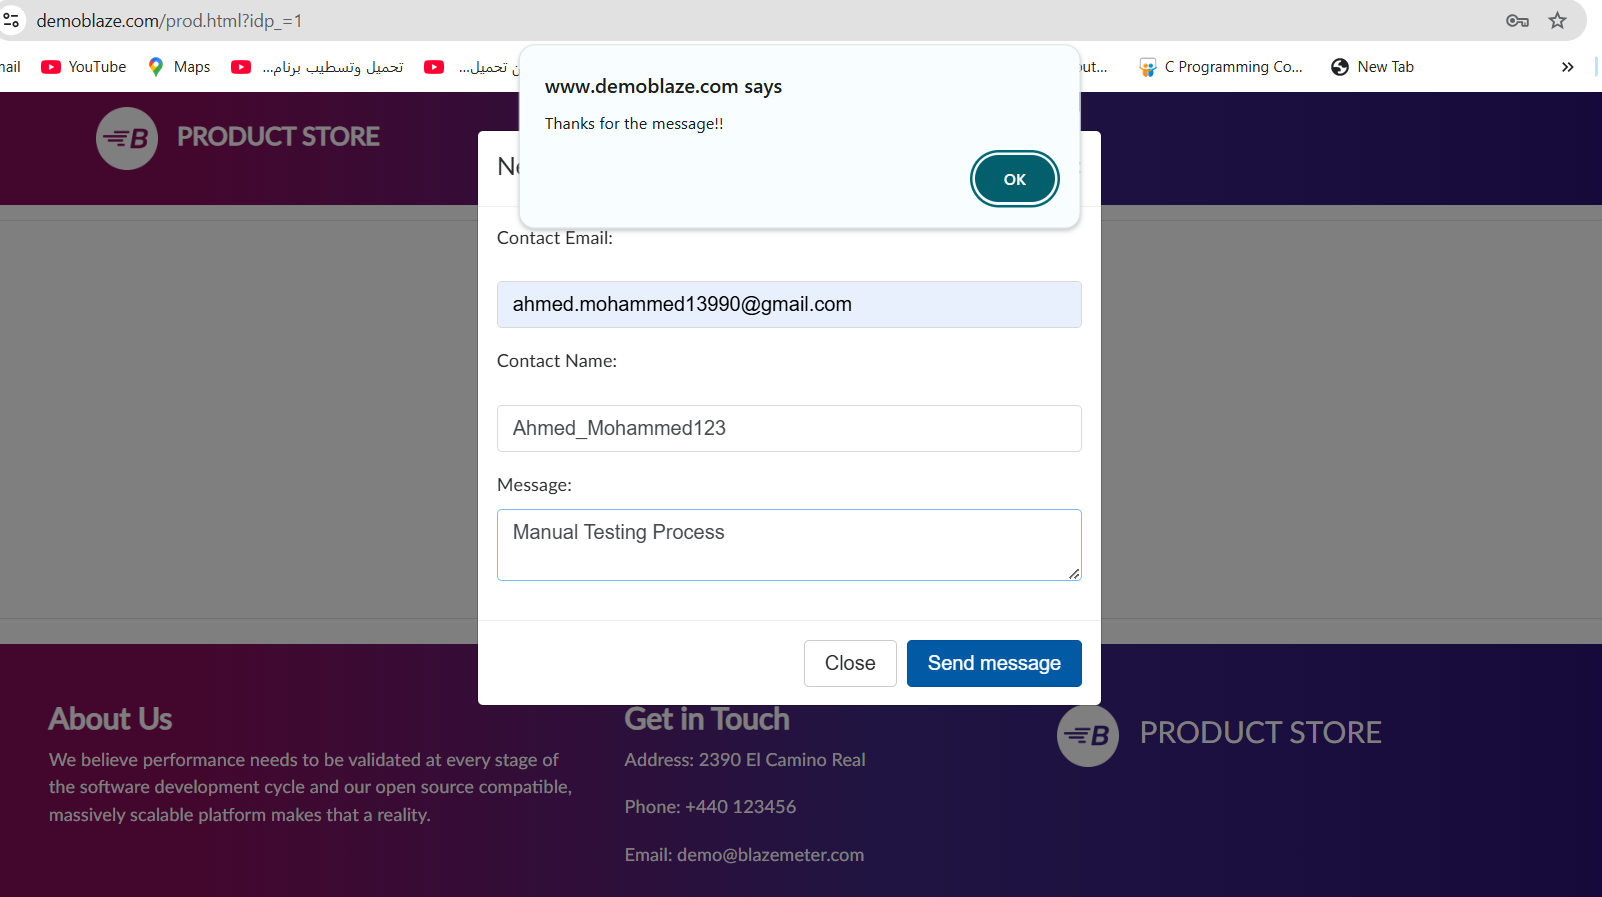 demoblaze.com/prod.html?idp_=1
YouTube
Maps
تحميل وتسطيب برنام...
C Programming Co...
New Tab
www.demoblaze.com says
Thanks for the message!!
OK
PRODUCT STORE
Contact Email:
ahmed.mohammed13990@gmail.com
Contact Name:
Ahmed_Mohammed123
Message:
Manual Testing Process
Close
Send message
About Us
We believe performance needs to be validated at every stage of
the software development cycle and our open source compatible,
massively scalable platform makes that a reality.
Get in Touch
Address: 2390 El Camino Real
Phone: +440 123456
Email: demo@blazemeter.com
B PRODUCT STORE